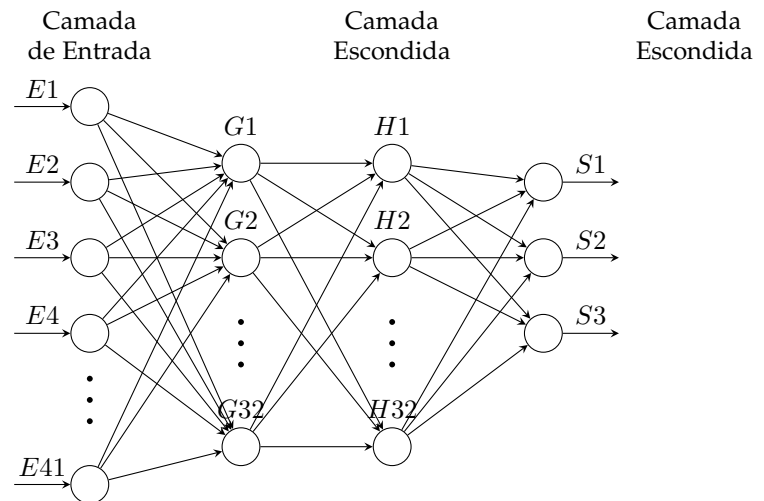 Camada
de Entrada
Camada
Escondida
Camada
Escondida
E1
E2
E3
E4
E41
G1
G2
G32
H1
H2
H32
S1
S2
S3